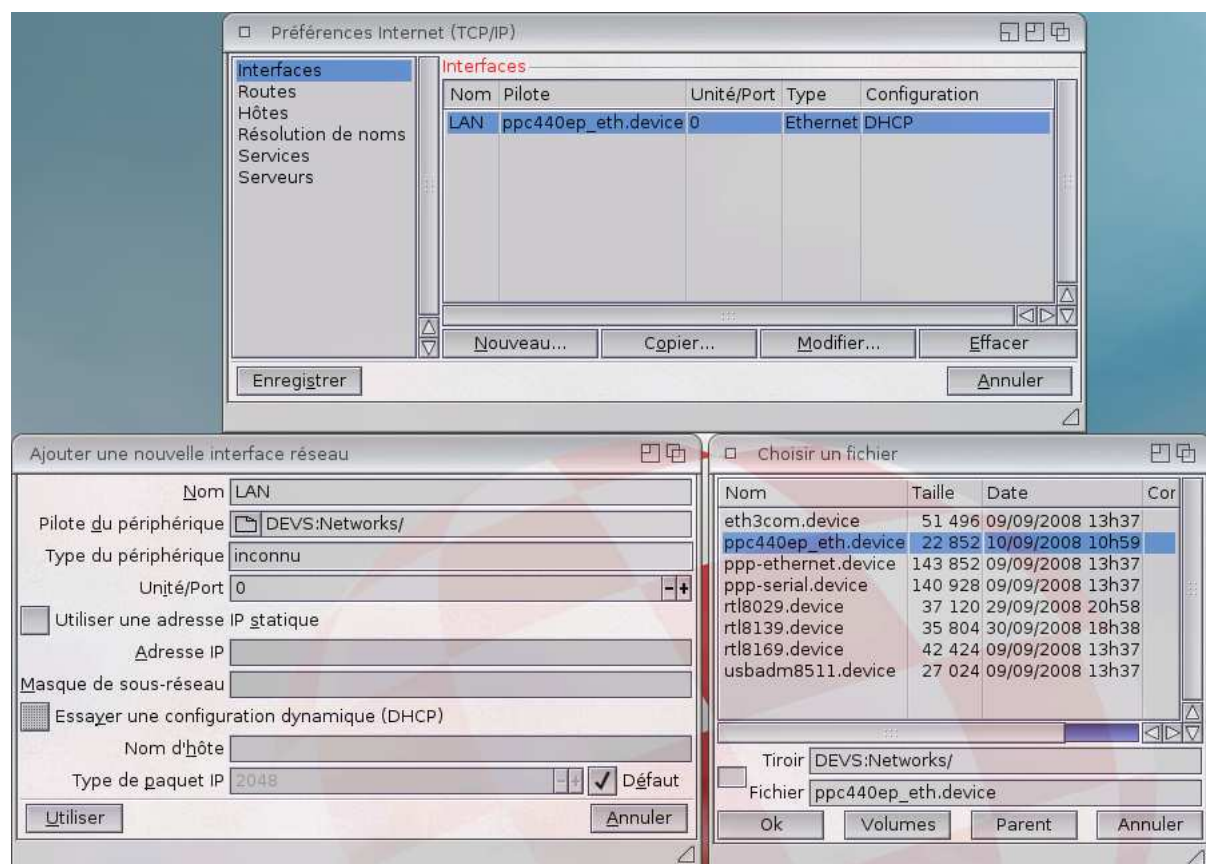 Préférences Internet (TCP/IP)
Interfaces
Routes
Hôtes
Résolution de noms
Services
Serveurs
Interfaces
Nom Pilote Unité/Port Type Configuration
LAN ppc440ep_eth.device 0 Ethernet DHCP
Nouveau... Copier... Modifier... Effacer
Enregistrer Annuler
Ajouter une nouvelle interface réseau
Nom LAN
Pilote du périphérique DEVS:Networks/
Type du périphérique inconnu
Unité/Port 0
Utiliser une adresse IP statique
Adresse IP
Masque de sous-réseau
Essayer une configuration dynamique (DHCP)
Nom d'hôte
Type de paquet IP 2048 Défaut
Utiliser Annuler
Choisir un fichier
Nom Taille Date Cor
eth3com.device 51 496 09/09/2008 13h37
ppc440ep_eth.device 22 852 10/09/2008 10h59
ppp-ethernet.device 143 852 09/09/2008 13h37
ppp-serial.device 140 928 09/09/2008 13h37
rtl8029.device 37 120 29/09/2008 20h58
rtl8139.device 35 804 30/09/2008 18h38
rtl8169.device 42 424 09/09/2008 13h37
usbadm8511.device 27 024 09/09/2008 13h37
Tiroir DEVS:Networks/
Fichier ppc440ep_eth.device
Ok Volumes Parent Annuler